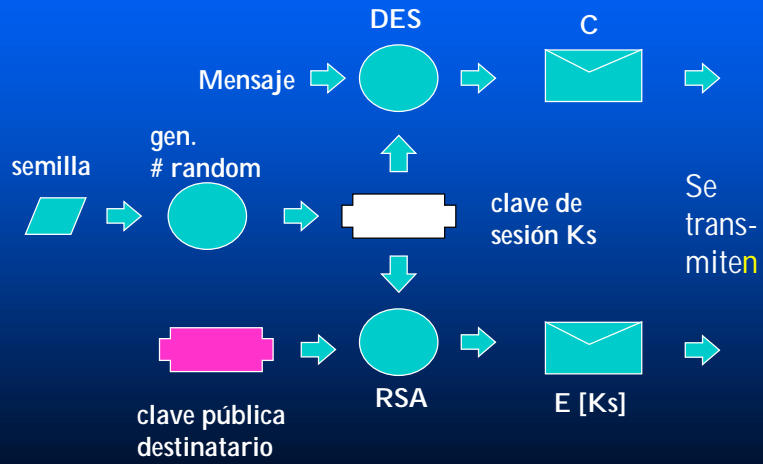 DES
C
Mensaje
gen.
# random
semilla
clave de
sesión Ks
Se
trans-
miten
RSA
E [Ks]
clave pública
destinatario